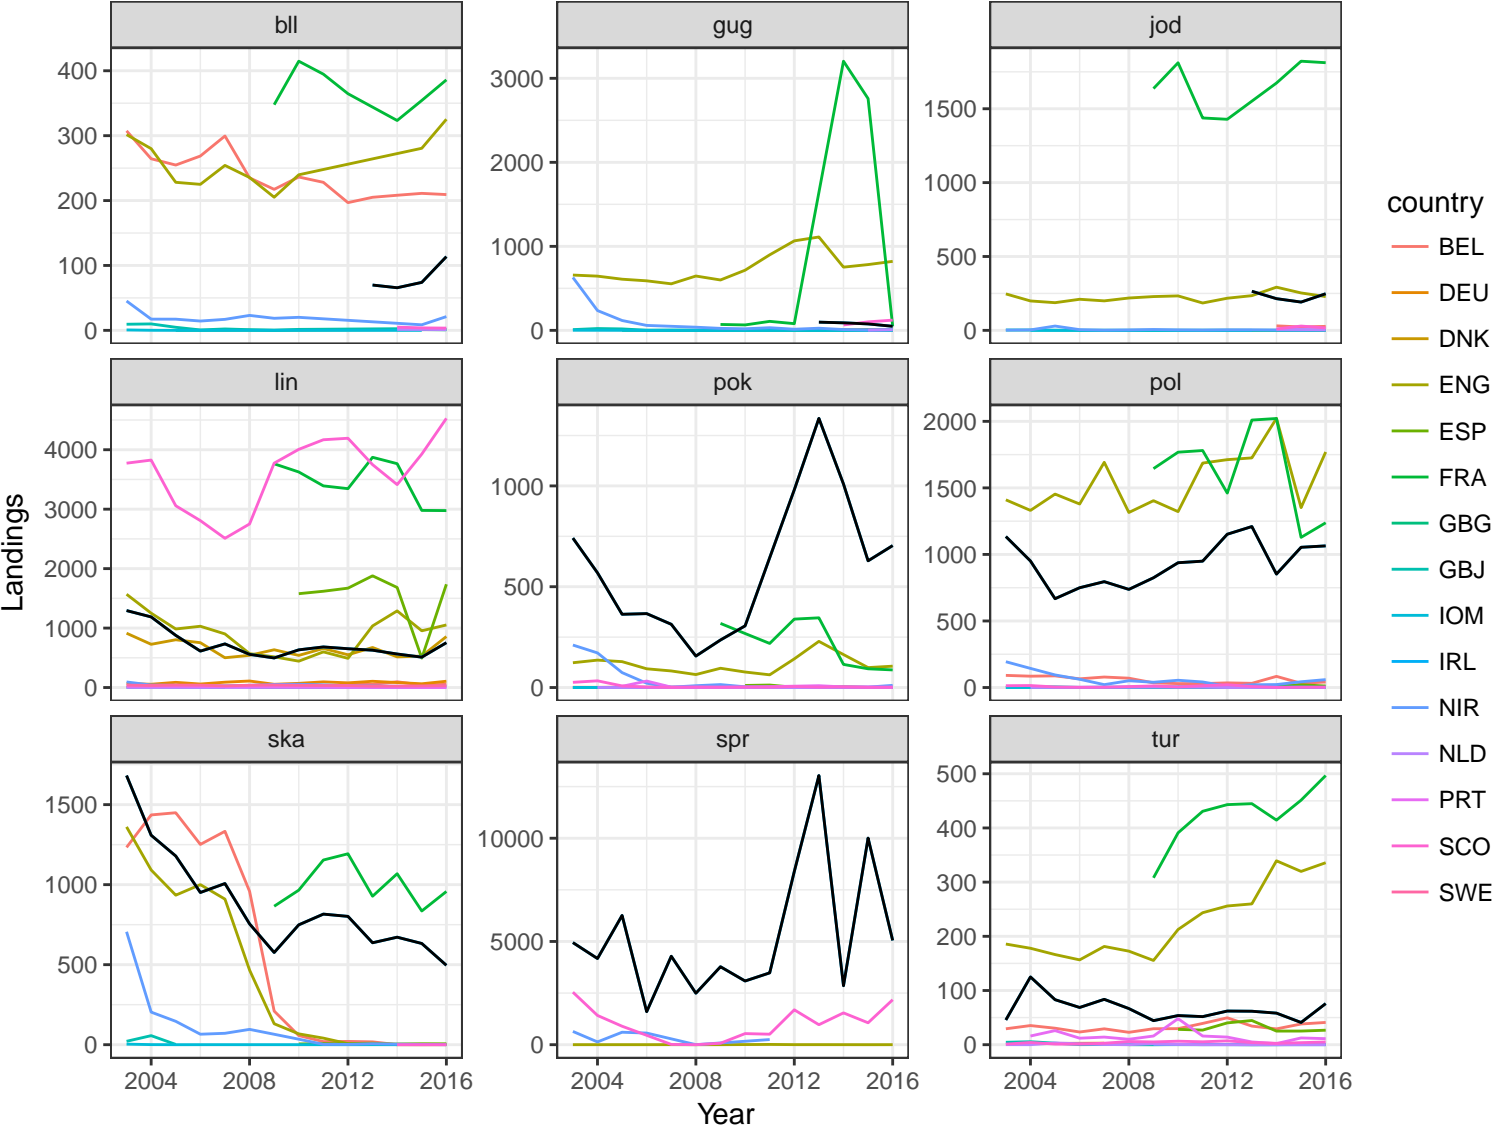 bll
gug
jod
400
300
200
100
0
3000
2000
1000
0
1500
1000
500
0
lin
pok
pol
4000
3000
2000
1000
0
1000
500
0
2000
1500
1000
500
0
ska
spr
tur
1500
1000
500
0
10000
5000
0
500
400
300
200
100
0
2004 2008 2012 2016
2004 2008 2012 2016
2004 2008 2012 2016
Year
Landings
country
BEL
DEU
DNK
ENG
ESP
FRA
GBG
GBJ
IOM
IRL
NIR
NLD
PRT
SCO
SWE